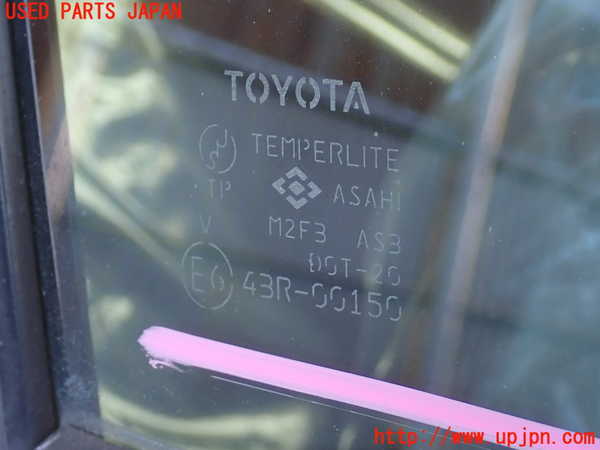 USED PARTS JAPAN
TOYOTA
TEMPERLITE
TP ASAHI
V M2F3 AS3
DOT-20
E6 43R-00150
http://www.upjpn.com/